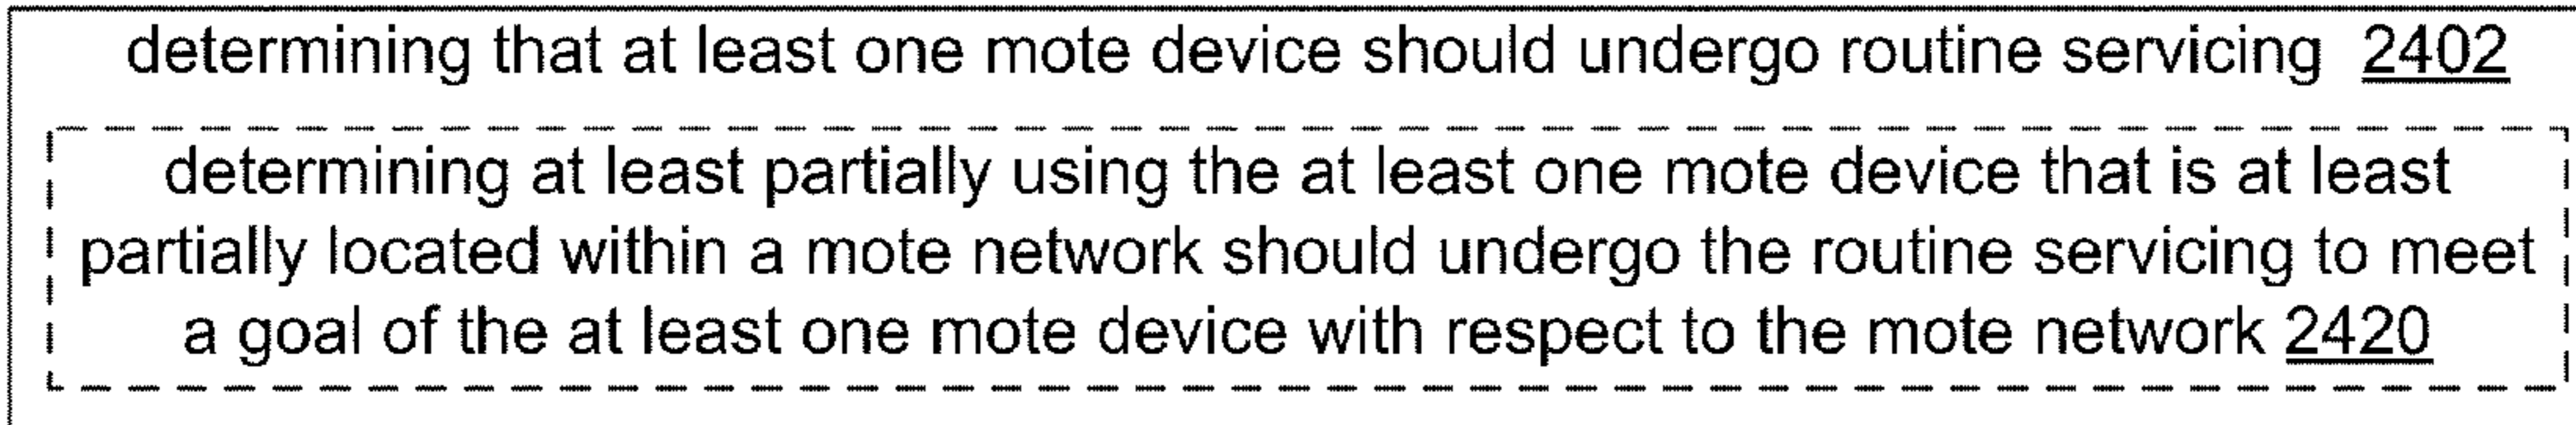 determining that at least one mote device should undergo routine servicing 2402
determining at least partially using the at least one mote device that is at least
partially located within a mote network should undergo the routine servicing to meet
a goal of the at least one mote device with respect to the mote network 2420